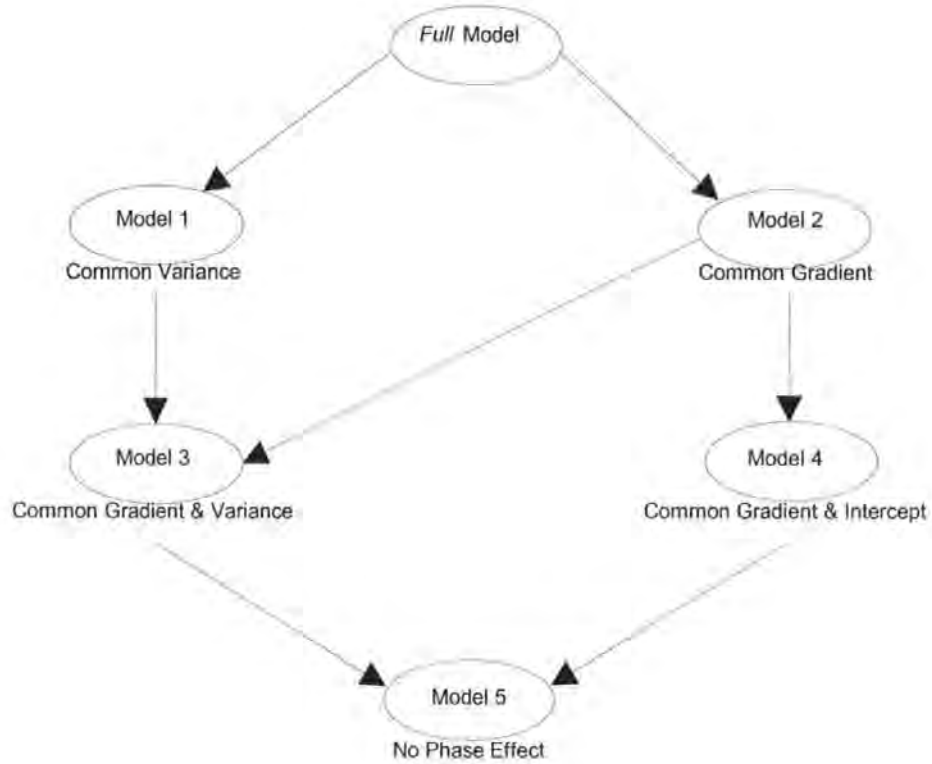 Full Model
Model 1
Common Variance
Model 2
Common Gradient
Model 3
Common Gradient & Variance
Model 4
Common Gradient & Intercept
Model 5
No Phase Effect